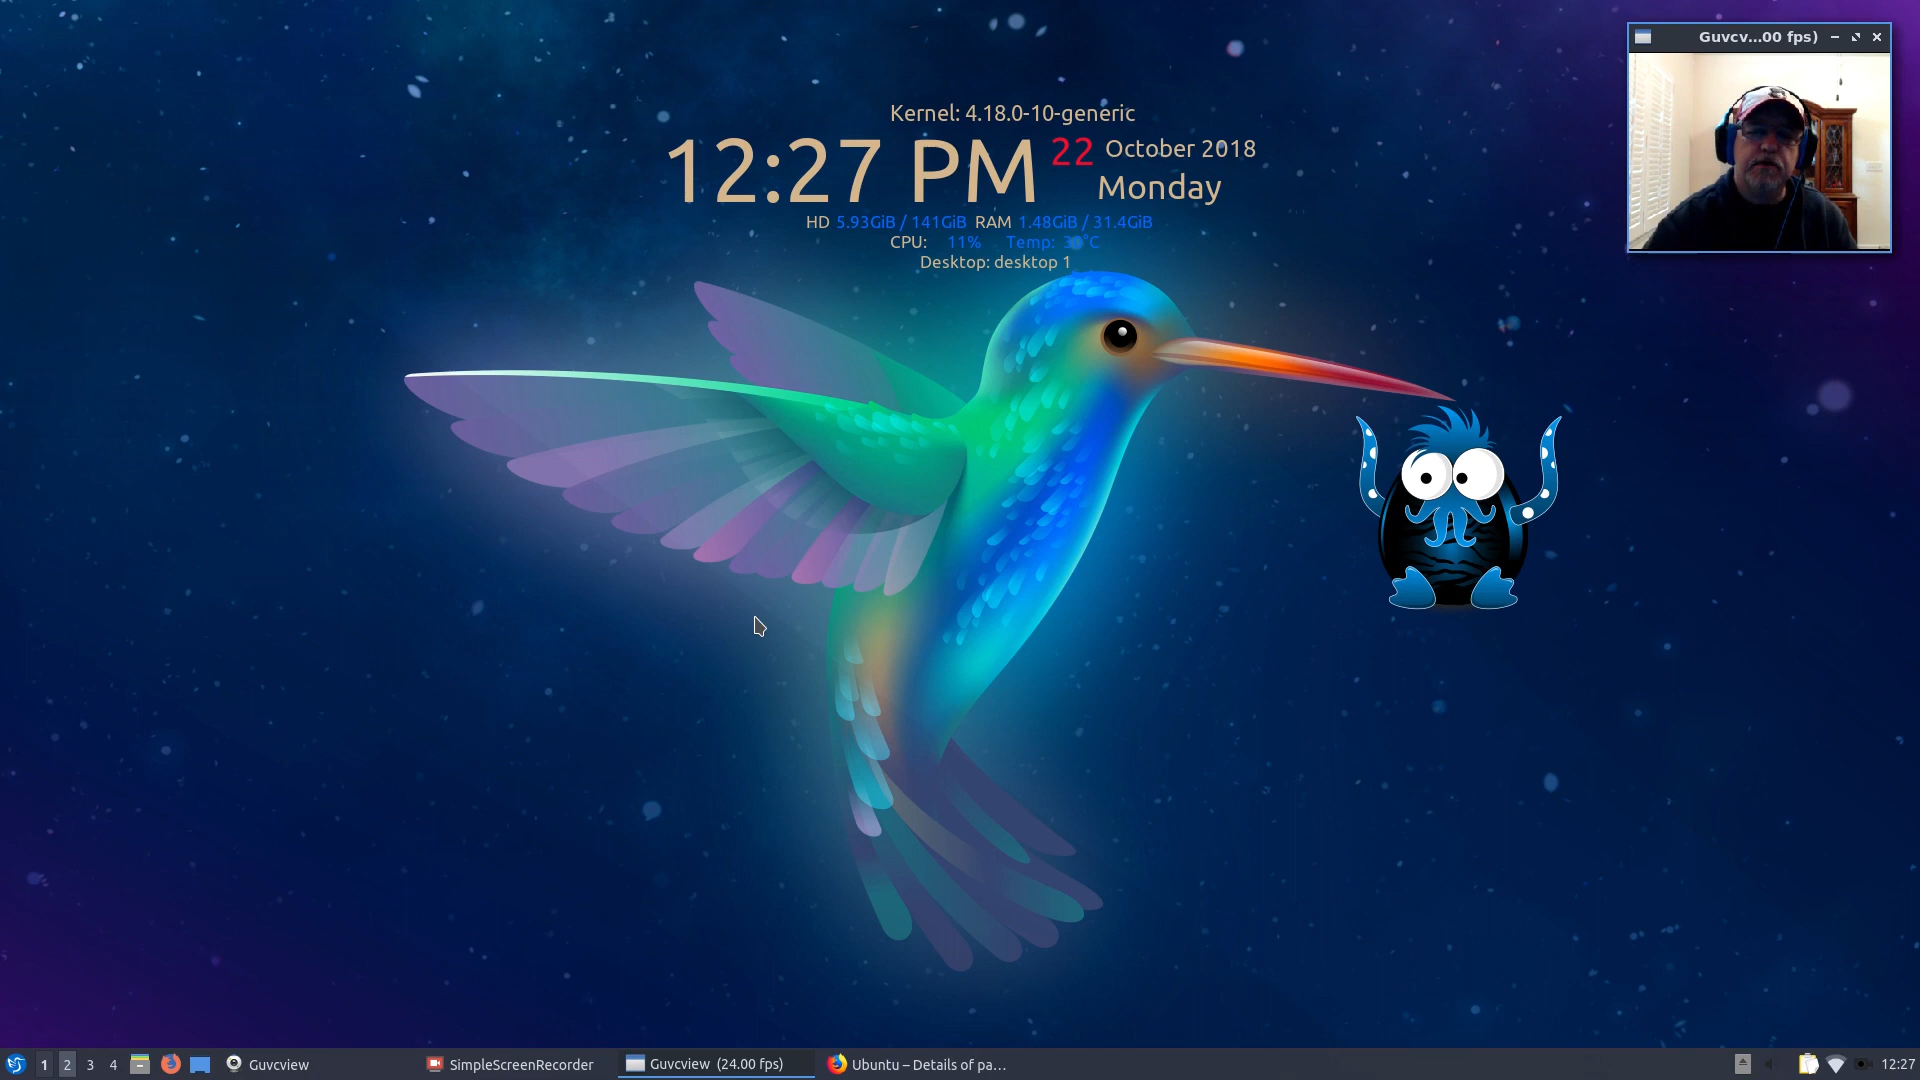 Guvcv...00 fps)
Kernel: 4.18.0-10-generic
12:27 PM 22 October 2018
Monday
HD 5.93GiB / 141GiB RAM 1.48GiB / 31.4GiB
CPU: 11% Temp: °C
Desktop: desktop 1
1 2 3 4 Guvcview SimpleScreenRecorder Guvcview (24.00 fps) Ubuntu – Details of pa... 12:27